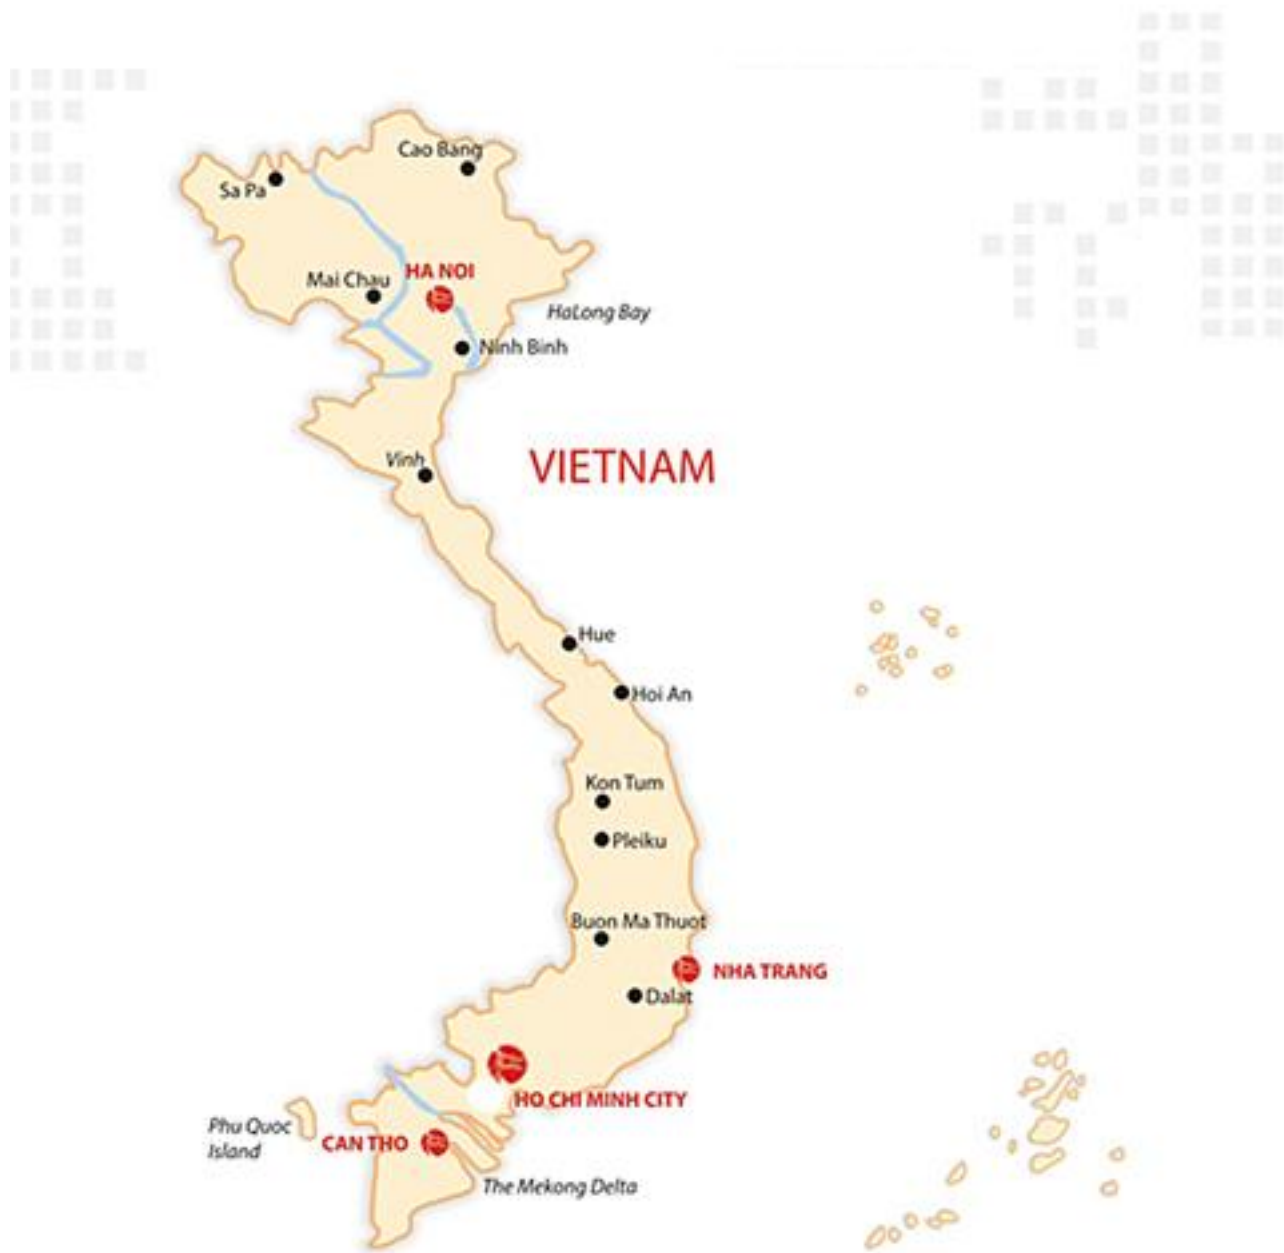 Cao Bang
Sa Pa
HA NOI
Mai Chau
HaLong Bay
Ninh Binh
VIETNAM
Vinh
Hue
Hoi An
Kon Tum
Pleiku
Buon Ma Thuot
NHA TRANG
Dalat
HO CHI MINH CITY
Phu Quoc
Island
CAN THO
The Mekong Delta